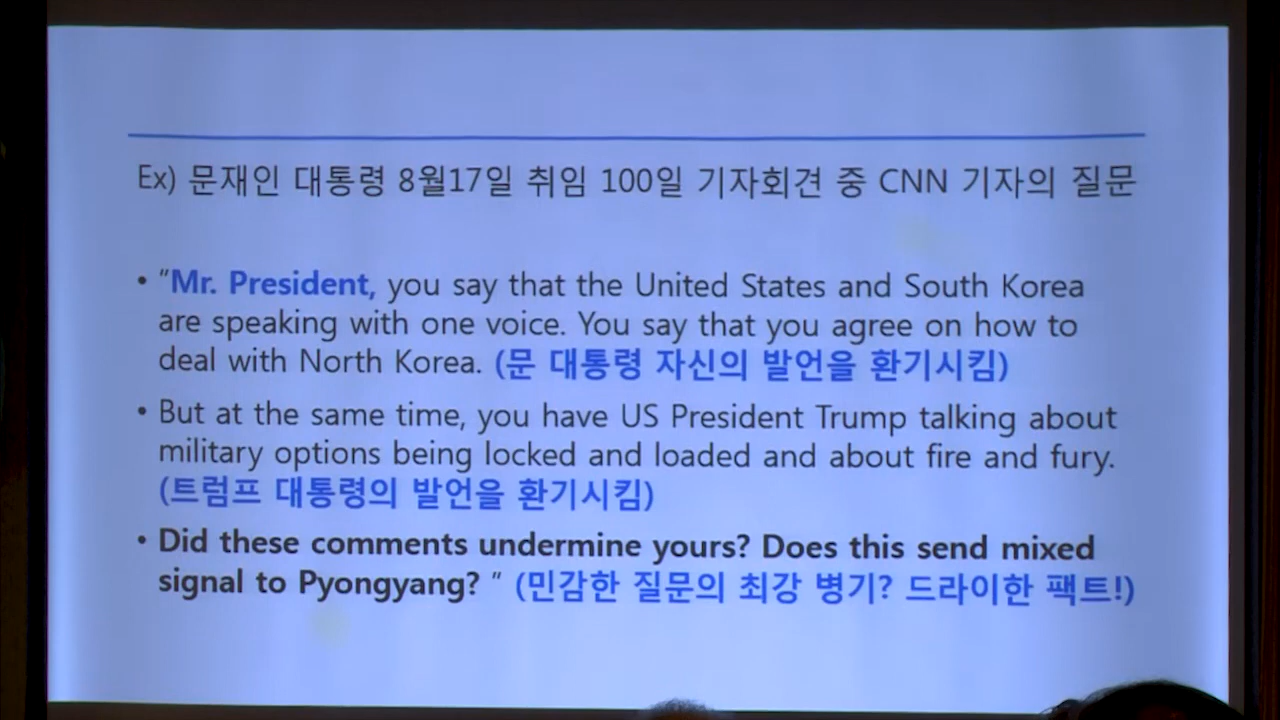 Ex) 문재인 대통령 8월17일 취임 100일 기자회견 중 CNN 기자의 질문
• “Mr. President, you say that the United States and South Korea
are speaking with one voice. You say that you agree on how to
deal with North Korea. (문 대통령 자신의 발언을 환기시킴)
• But at the same time, you have US President Trump talking about
military options being locked and loaded and about fire and fury.
(트럼프 대통령의 발언을 환기시킴)
• Did these comments undermine yours? Does this send mixed
signal to Pyongyang? ” (민감한 질문의 최강 병기? 드라이한 팩트!)